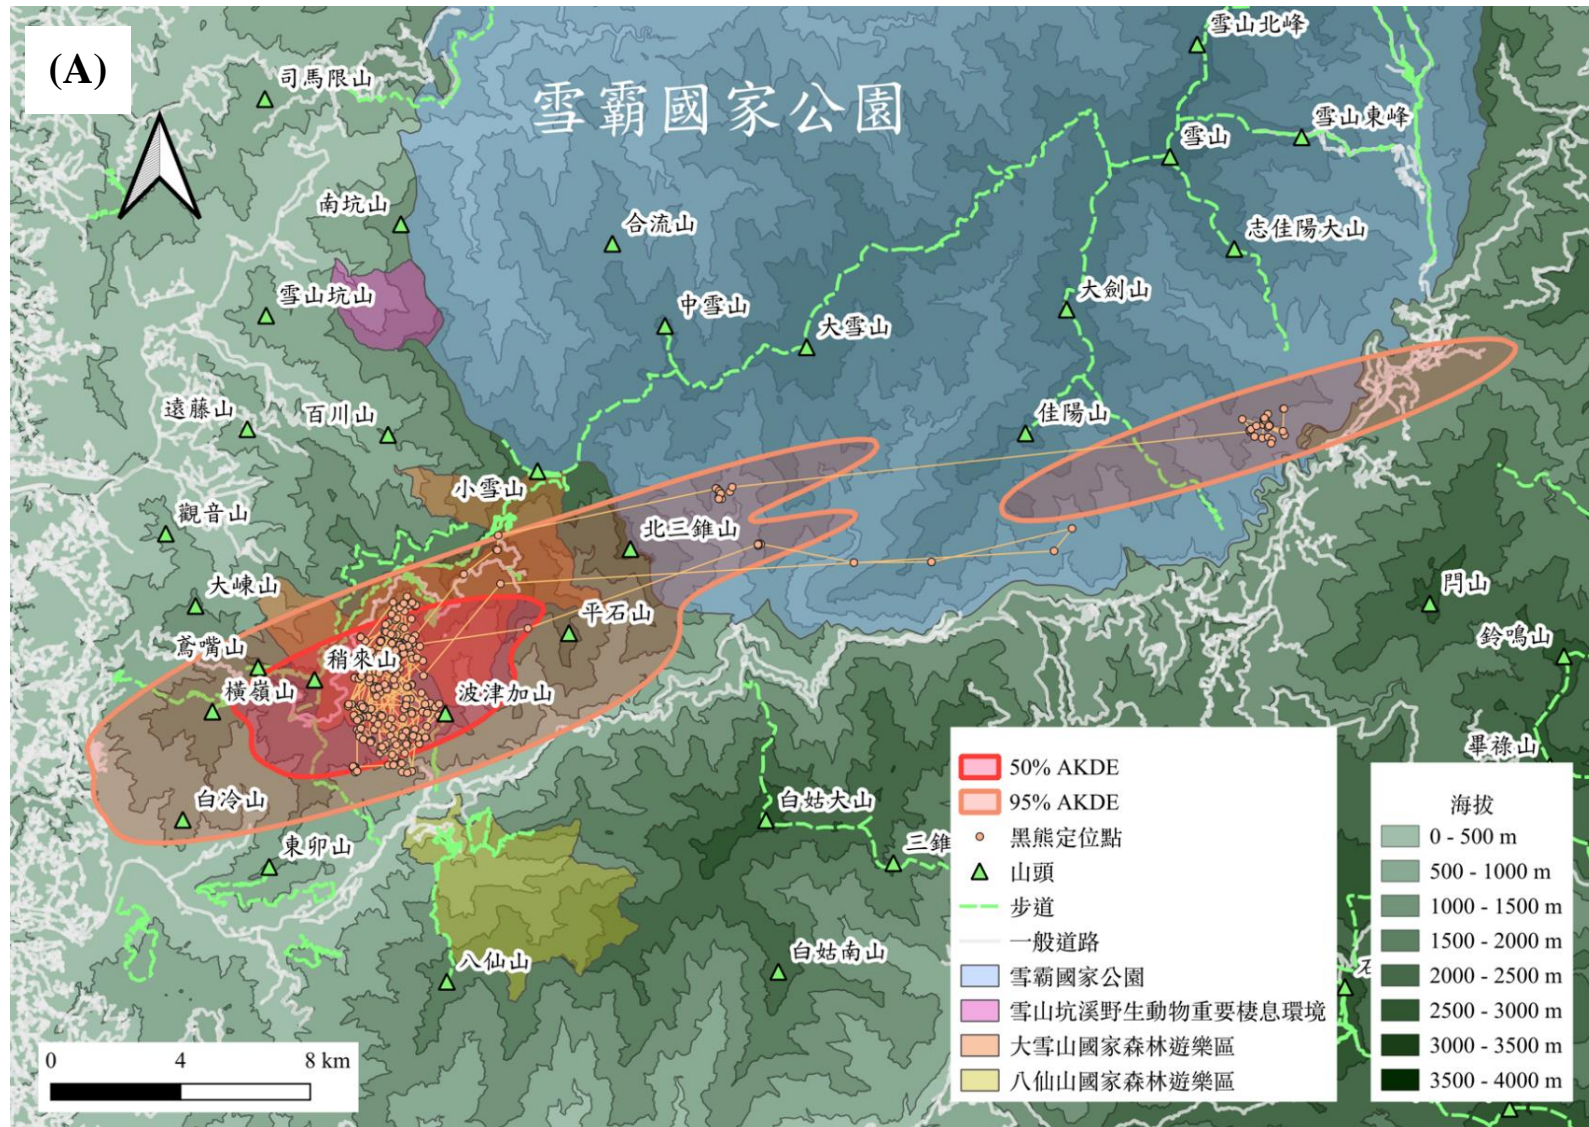 (A)
雪山北峰
司馬限山
雪霸國家公園
雪山東峰
雪山
南坑山
合流山
志佳陽大山
雪山坑山
中雪山
大劍山
大雪山
遠藤山
百川山
佳陽山
小雪山
觀音山
北三錐山
大崠山
閂山
平石山
鈴鳴山
鳶嘴山
稍來山
橫嶺山
波津加山
畢祿山
白冷山
白姑大山
東卯山
三錐
八仙山
白姑南山
石
50% AKDE
95% AKDE
黑熊定位點
山頭
步道
一般道路
雪霸國家公園
雪山坑溪野生動物重要棲息環境
大雪山國家森林遊樂區
八仙山國家森林遊樂區
海拔
0 - 500 m
500 - 1000 m
1000 - 1500 m
1500 - 2000 m
2000 - 2500 m
2500 - 3000 m
3000 - 3500 m
3500 - 4000 m
0 4 8 km